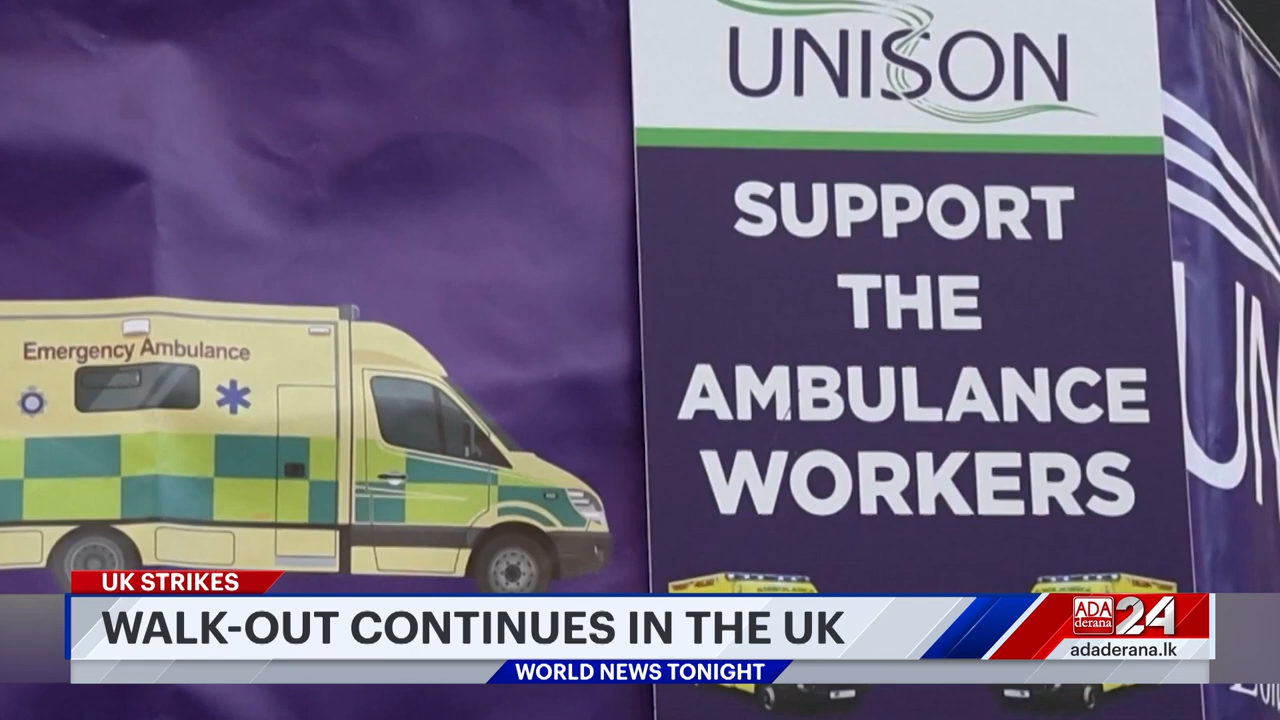 UNISON
SUPPORT
THE
AMBULANCE
WORKERS
Emergency Ambulance
UK STRIKES
WALK-OUT CONTINUES IN THE UK
ADA
derana
24
adaderana.lk
WORLD NEWS TONIGHT